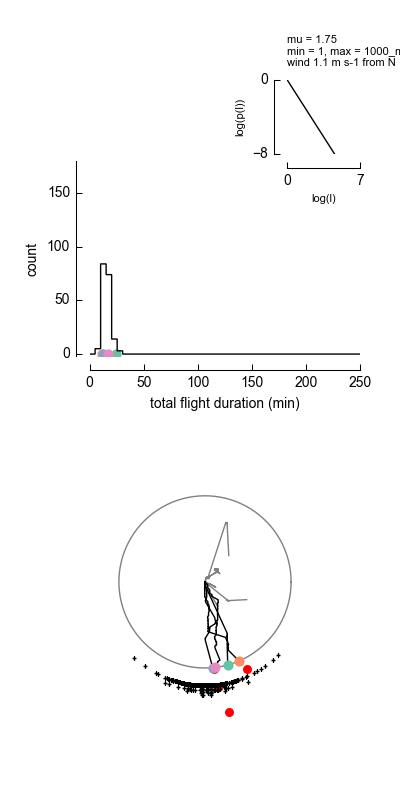 mu = 1.75
min = 1, max = 1000_m
wind 1.1 m s-1 from N
0
log(p(l))
−8
0
7
log(l)
150
100
count
50
0
0
50
100
150
200
250
total flight duration (min)